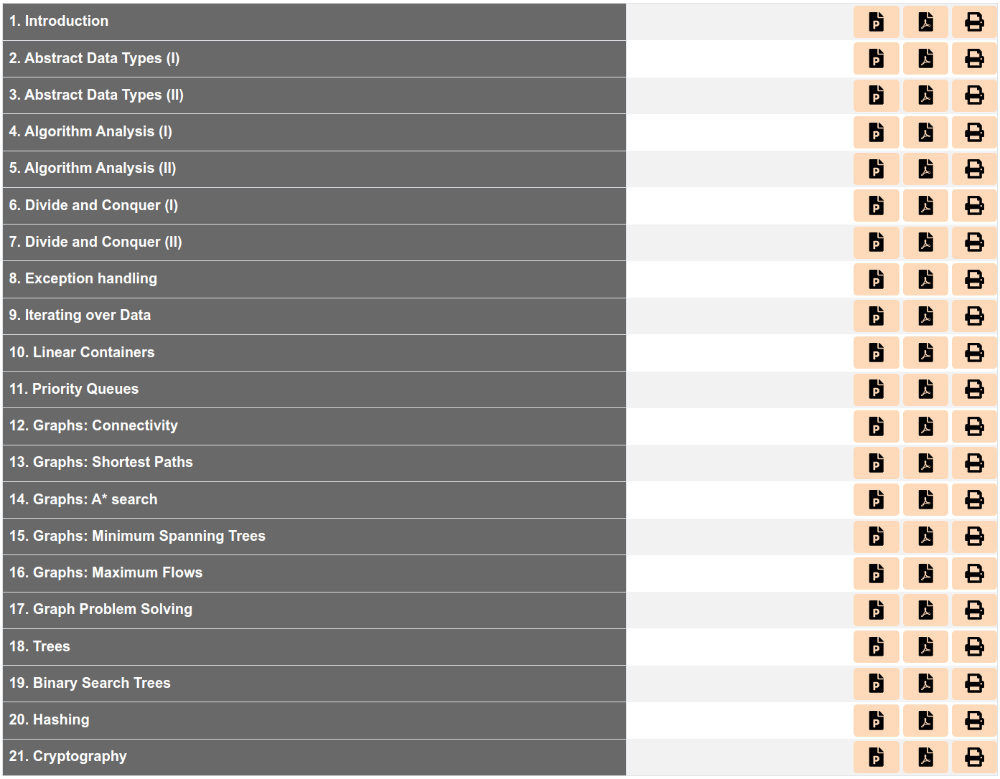 1. Introduction
2. Abstract Data Types (I)
3. Abstract Data Types (II)
4. Algorithm Analysis (I)
5. Algorithm Analysis (II)
6. Divide and Conquer (I)
7. Divide and Conquer (II)
8. Exception handling
9. Iterating over Data
10. Linear Containers
11. Priority Queues
12. Graphs: Connectivity
13. Graphs: Shortest Paths
14. Graphs: A* search
15. Graphs: Minimum Spanning Trees
16. Graphs: Maximum Flows
17. Graph Problem Solving
18. Trees
19. Binary Search Trees
20. Hashing
21. Cryptography